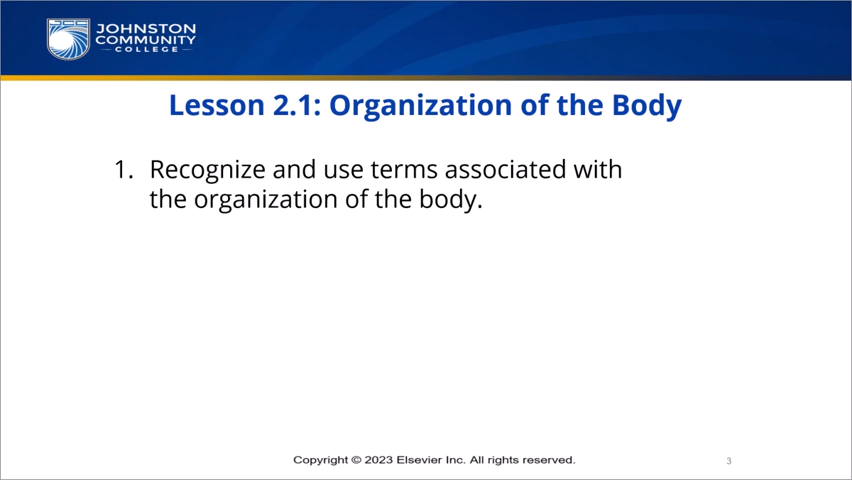 JOHNSTON
COMMUNITY
COLLEGE
Lesson 2.1: Organization of the Body
1. Recognize and use terms associated with
the organization of the body.
Copyright © 2023 Elsevier Inc. All rights reserved.
3